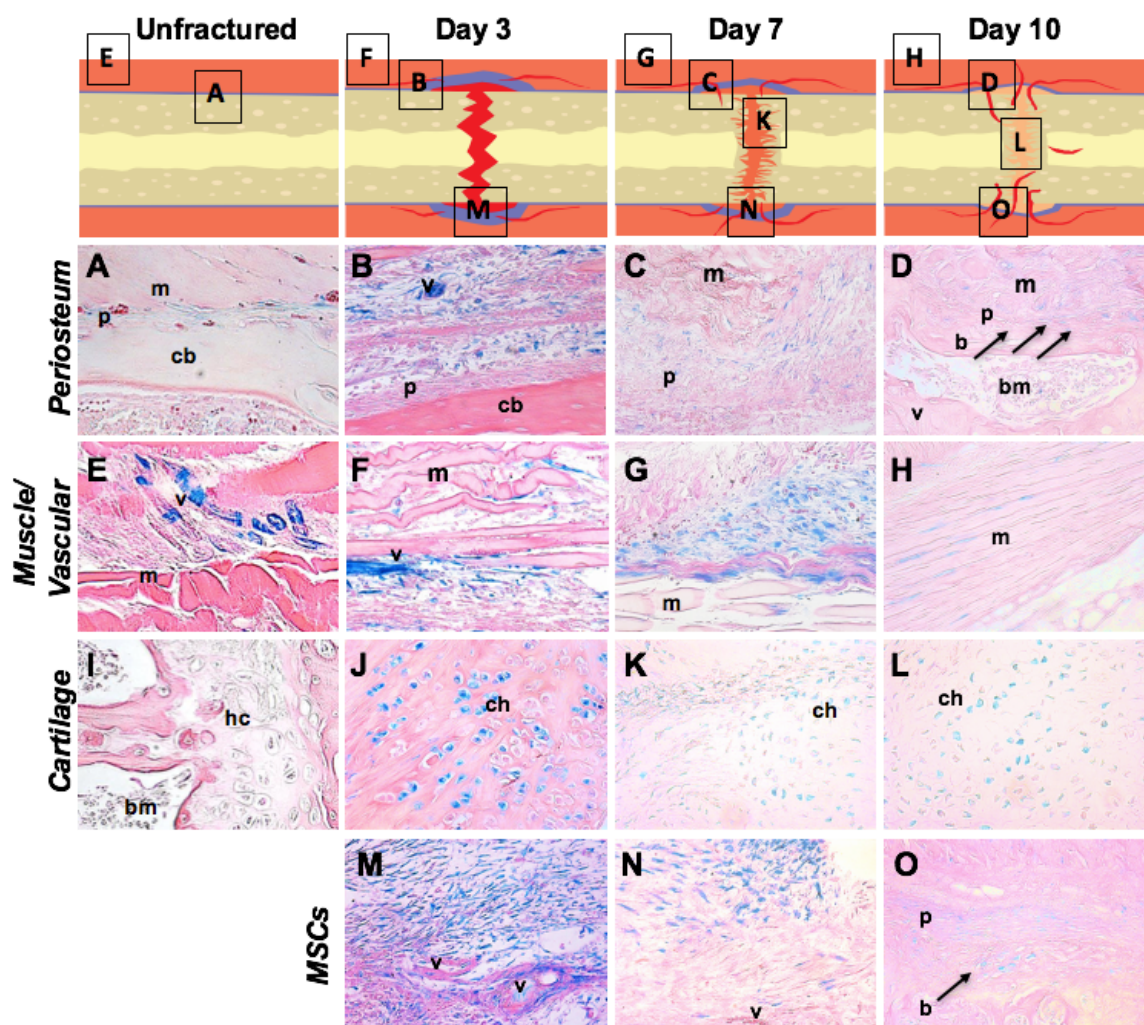 Unfractured Day 3 Day 7 Day 10
E F G H
A B C D
K L
M N O
Periosteum
A B C D
m v m m
p p p p
cb cb b
bm
v
Muscle/
Vascular
E F G H
v m m
m v m
Cartilage
I J K L
hc ch ch ch
bm
MSCs
M N O
v v v p
b